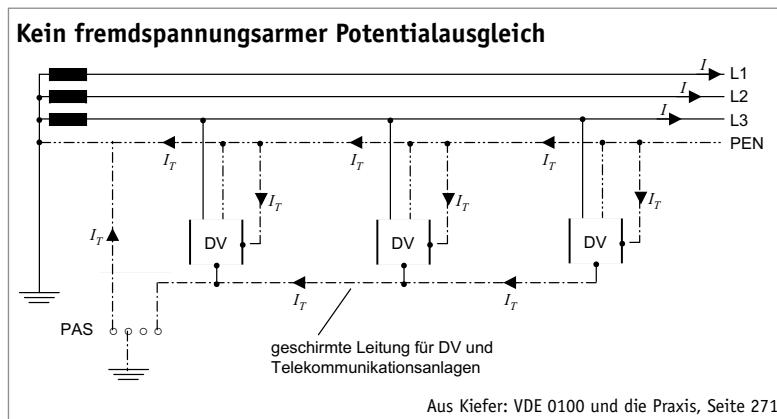 Kein fremdspannungsarmer Potentialausgleich
I L1
I L2
I L3
PEN
I_T I_T I_T
I_T I_T I_T
I_T
DV DV DV
I_T I_T
PAS
geschirmte Leitung für DV und
Telekommunikationsanlagen
Aus Kiefer: VDE 0100 und die Praxis, Seite 271